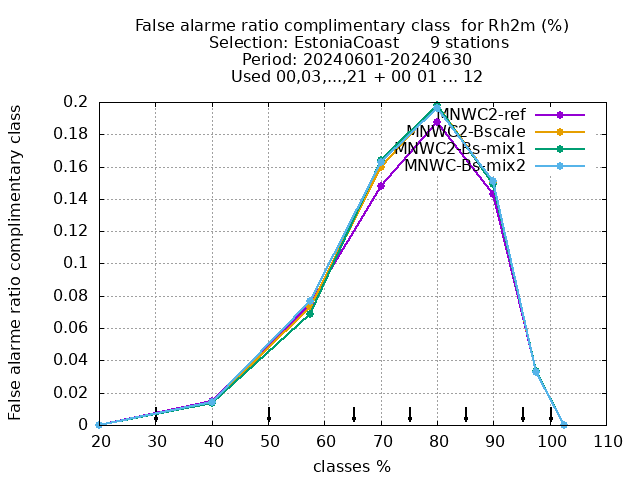 False alarme ratio complimentary class  for Rh2m (%)
Selection: EstoniaCoast      9 stations
Period: 20240601-20240630
Used 00,03,...,21 + 00 01 ... 12
False alarme ratio complimentary class
0.2
0.18
0.16
0.14
0.12
0.1
0.08
0.06
0.04
0.02
0
MNWC2-ref
MNWC2-Bscale
MNWC2-Bs-mix1
MNWC-Bs-mix2
20 30 40 50 60 70 80 90 100 110
classes %